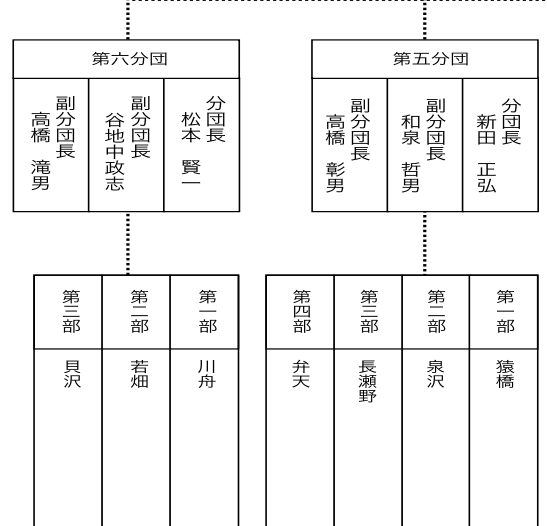 第五分団
分団長
新田 正弘
副分団長
和泉 哲男
副分団長
高橋 彰男
第一部
猿橋
第二部
泉沢
第三部
長瀬野
第四部
弁天
第六分団
分団長
松本 賢一
副分団長
谷地中政志
副分団長
高橋 滝男
第一部
川舟
第二部
若畑
第三部
貝沢